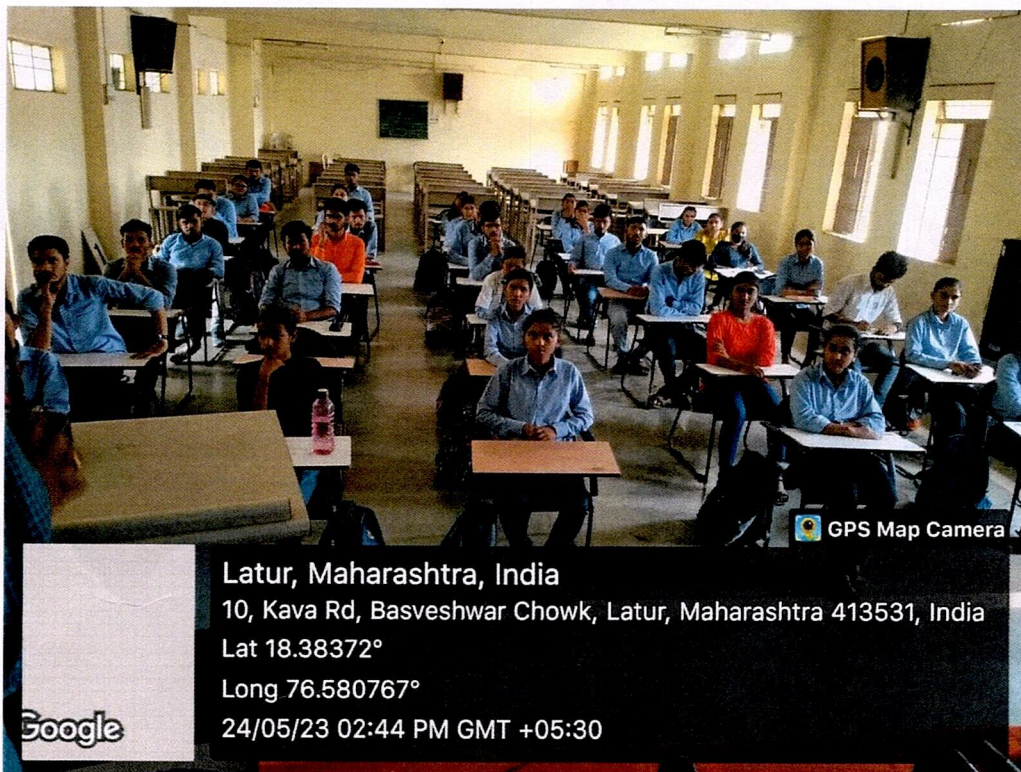 GPS Map Camera
Latur, Maharashtra, India
10, Kava Rd, Basveshwar Chowk, Latur, Maharashtra 413531, India
Lat 18.38372°
Long 76.580767°
24/05/23 02:44 PM GMT +05:30
Google